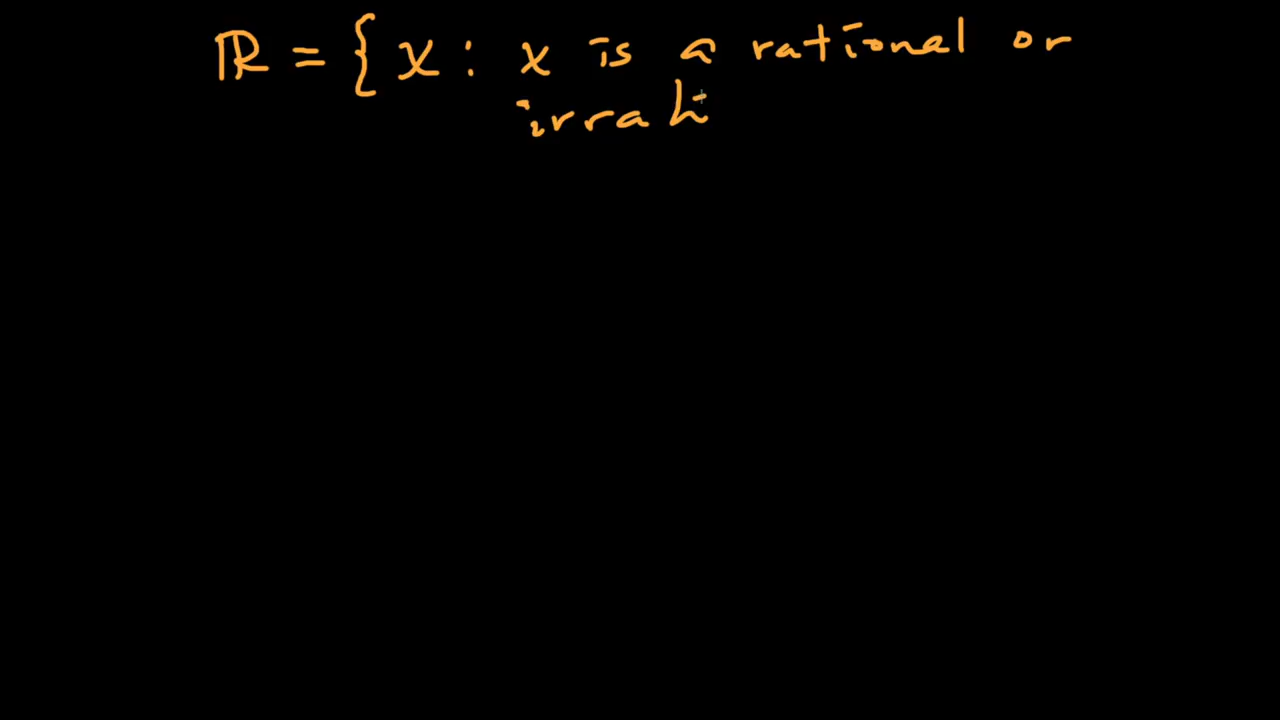 ℝ = { x : x is a rational or
irrati